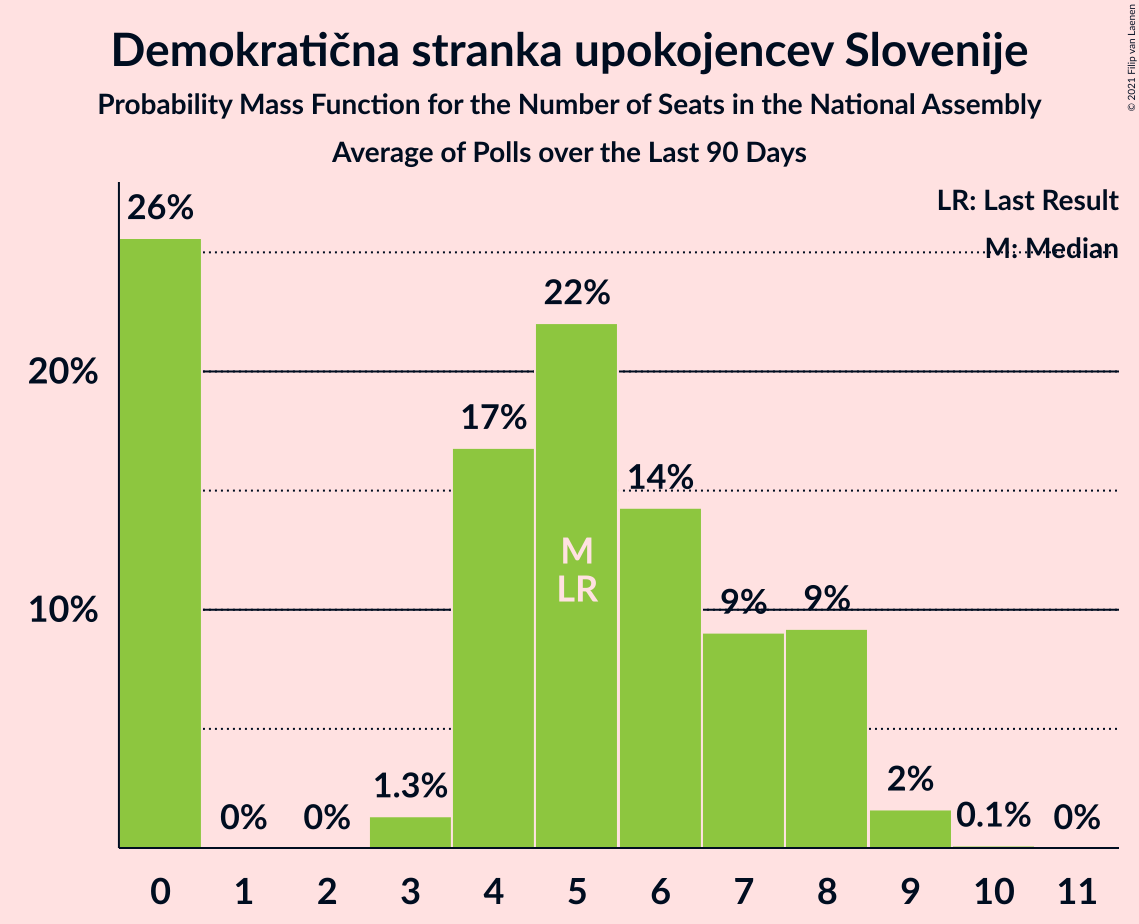 Demokratična stranka upokojencev Slovenije
Probability Mass Function for the Number of Seats in the National Assembly
Average of Polls over the Last 90 Days
© 2021 Filip van Laenen
LR: Last Result
M: Median
26%
22%
20%
17%
14%
M
LR
10%
9%
9%
1.3%
2%
0%
0%
0.1%
0%
0 1 2 3 4 5 6 7 8 9 10 11